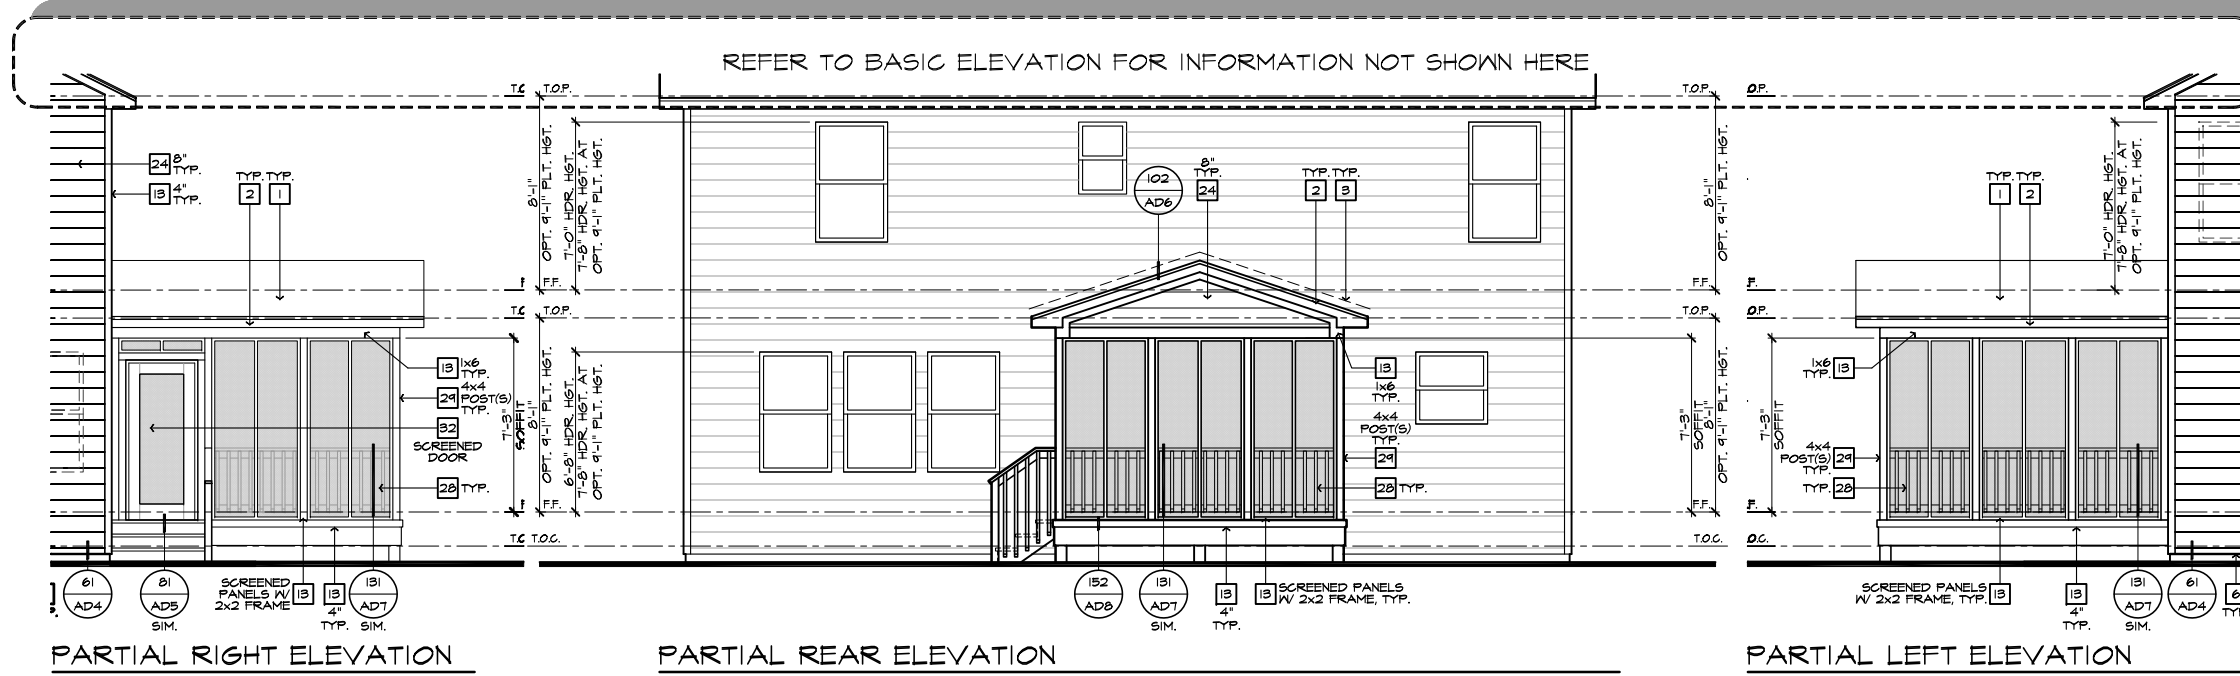 REFER TO BASIC ELEVATION FOR INFORMATION NOT SHOWN HERE
T.O.P.
24 8" TYP.
13 4" TYP.
TYP. TYP.
2 1
8'-1"
OPT. 9'-1" PLT. HGT.
7'-0" HDR. HGT.
7'-8" HDR. HGT. AT
OPT. 9'-1" PLT. HGT.
F.F.
T.O.P.
13 1x6
TYP.
29 4x4
POST(S)
TYP.
32
SCREENED
DOOR
28 TYP.
7'-3"
SOFFIT
8'-1"
OPT. 9'-1" PLT. HGT.
6'-8" HDR. HGT.
7'-8" HDR. HGT. AT
OPT. 9'-1" PLT. HGT.
F.F.
T.O.C.
61
AD4
81
AD5
SIM.
SCREENED
PANELS W/
2x2 FRAME
13
13
4"
TYP.
131
AD7
SIM.
PARTIAL RIGHT ELEVATION
102
AD6
8"
TYP.
24
TYP. TYP.
2 3
T.O.P.
8'-1"
OPT. 9'-1" PLT. HGT.
F.F.
T.O.P.
13
1x6
TYP.
4x4
POST(S)
TYP.
29
28 TYP.
7'-3"
SOFFIT
8'-1"
OPT. 9'-1" PLT. HGT.
F.F.
T.O.C.
152
AD8
131
AD7
SIM.
13
4"
TYP.
13 SCREENED PANELS
W/ 2x2 FRAME, TYP.
PARTIAL REAR ELEVATION
O.P.
TYP. TYP.
1 2
7'-0" HDR. HGT.
7'-8" HDR. HGT. AT
OPT. 9'-1" PLT. HGT.
F.
O.P.
1x6
TYP. 13
7'-3"
SOFFIT
4x4
POST(S) 29
TYP.
TYP. 28
F.
O.C.
SCREENED PANELS
W/ 2x2 FRAME, TYP. 13
13
4"
TYP.
131
AD7
SIM.
61
AD4
6
PARTIAL LEFT ELEVATION